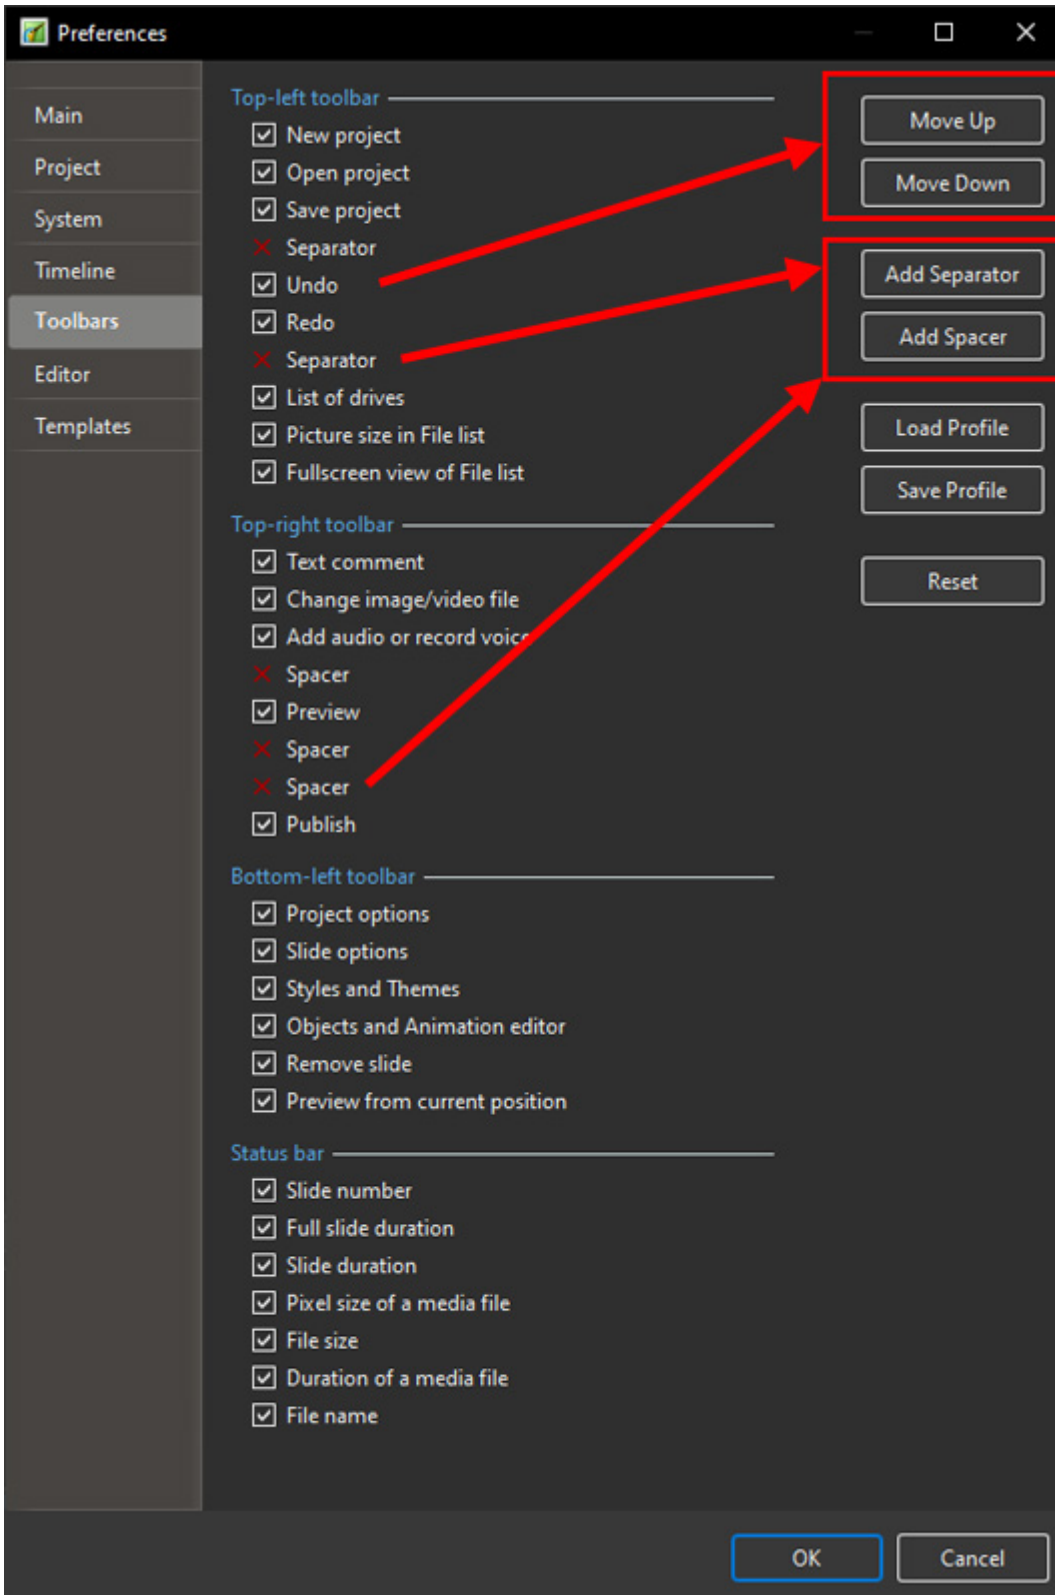 Preferences
Main
Project
System
Timeline
Toolbars
Editor
Templates
Top-left toolbar
New project
Open project
Save project
Separator
Undo
Redo
Separator
List of drives
Picture size in File list
Fullscreen view of File list
Top-right toolbar
Text comment
Change image/video file
Add audio or record voice
Spacer
Preview
Spacer
Spacer
Publish
Bottom-left toolbar
Project options
Slide options
Styles and Themes
Objects and Animation editor
Remove slide
Preview from current position
Status bar
Slide number
Full slide duration
Slide duration
Pixel size of a media file
File size
Duration of a media file
File name
Move Up
Move Down
Add Separator
Add Spacer
Load Profile
Save Profile
Reset
OK
Cancel